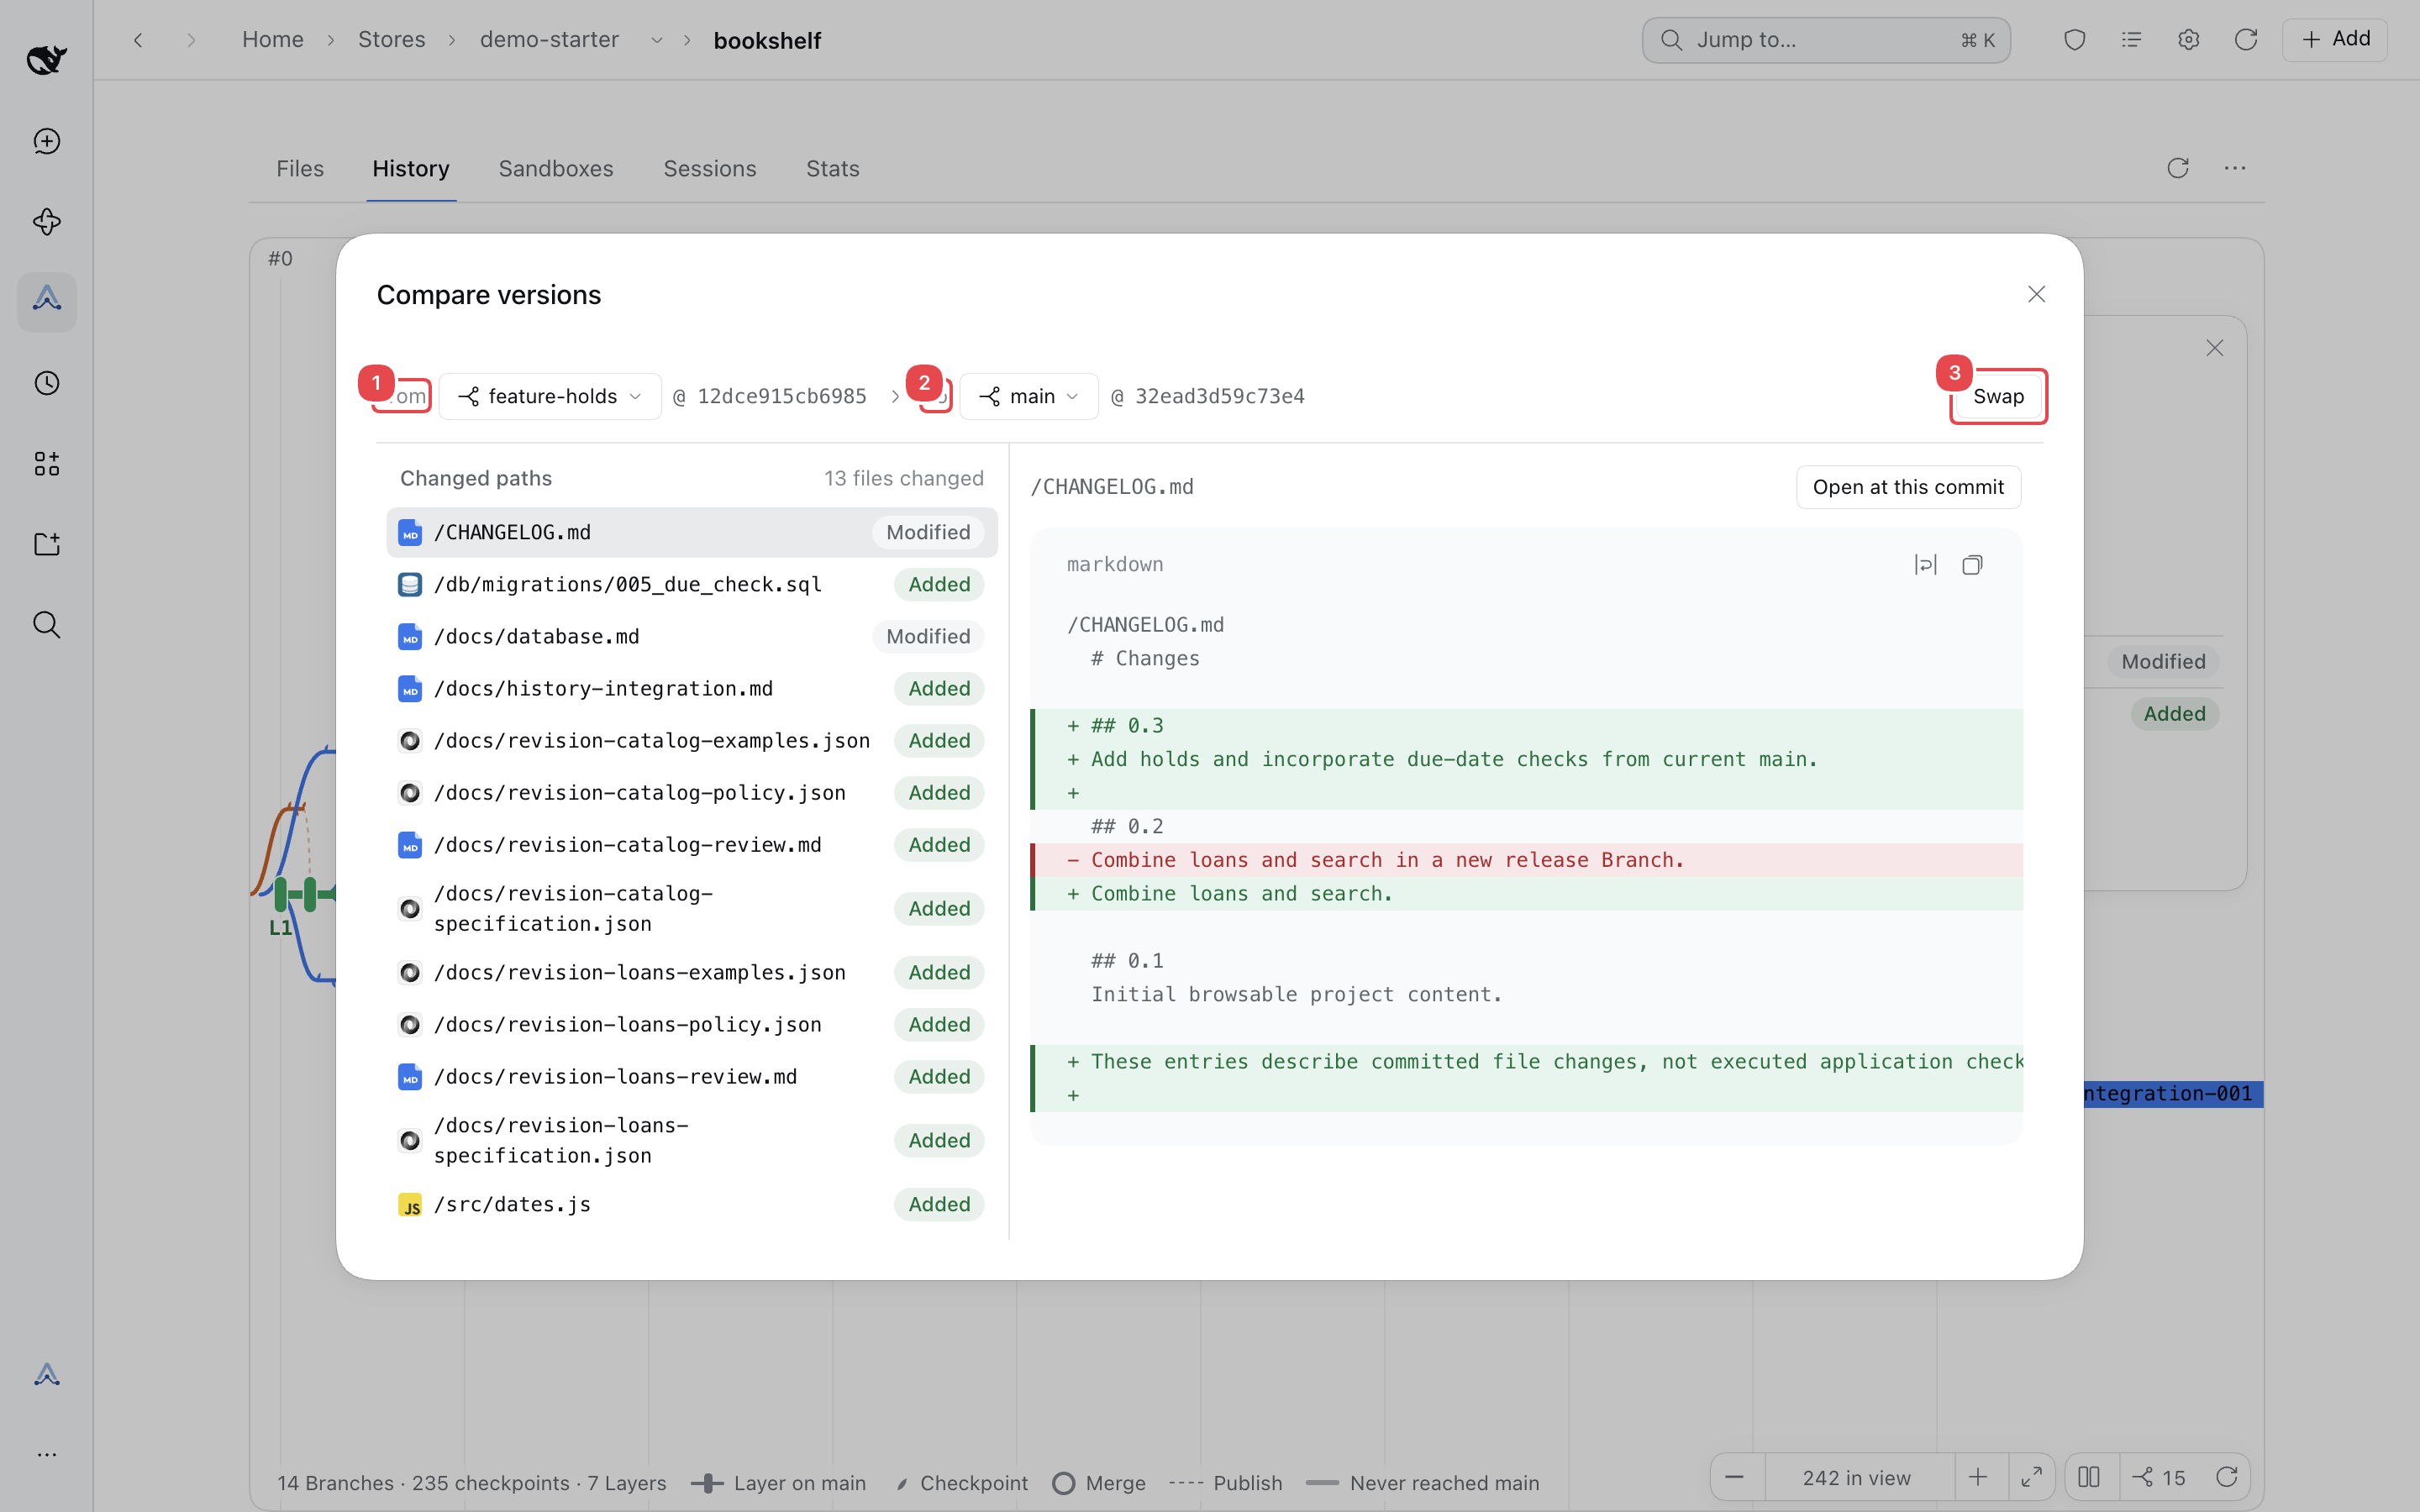 Home
Stores
demo-starter
bookshelf
Jump to...
⌘ K
Add
Files
History
Sandboxes
Sessions
Stats
#0
Compare versions
1
om
feature-holds
@ 12dce915cb6985
2
main
@ 32ead3d59c73e4
3
Swap
Changed paths
13 files changed
/CHANGELOG.md
Modified
/db/migrations/005_due_check.sql
Added
/docs/database.md
Modified
/docs/history-integration.md
Added
/docs/revision-catalog-examples.json
Added
/docs/revision-catalog-policy.json
Added
/docs/revision-catalog-review.md
Added
/docs/revision-catalog-
specification.json
Added
/docs/revision-loans-examples.json
Added
/docs/revision-loans-policy.json
Added
/docs/revision-loans-review.md
Added
/docs/revision-loans-
specification.json
Added
/src/dates.js
Added
/CHANGELOG.md
Open at this commit
markdown
/CHANGELOG.md
# Changes
+ ## 0.3
+ Add holds and incorporate due-date checks from current main.
+
## 0.2
- Combine loans and search in a new release Branch.
+ Combine loans and search.
## 0.1
Initial browsable project content.
+ These entries describe committed file changes, not executed application check
+
Modified
Added
L1
ntegration-001
14 Branches · 235 checkpoints · 7 Layers
Layer on main
Checkpoint
Merge
Publish
Never reached main
242 in view
15